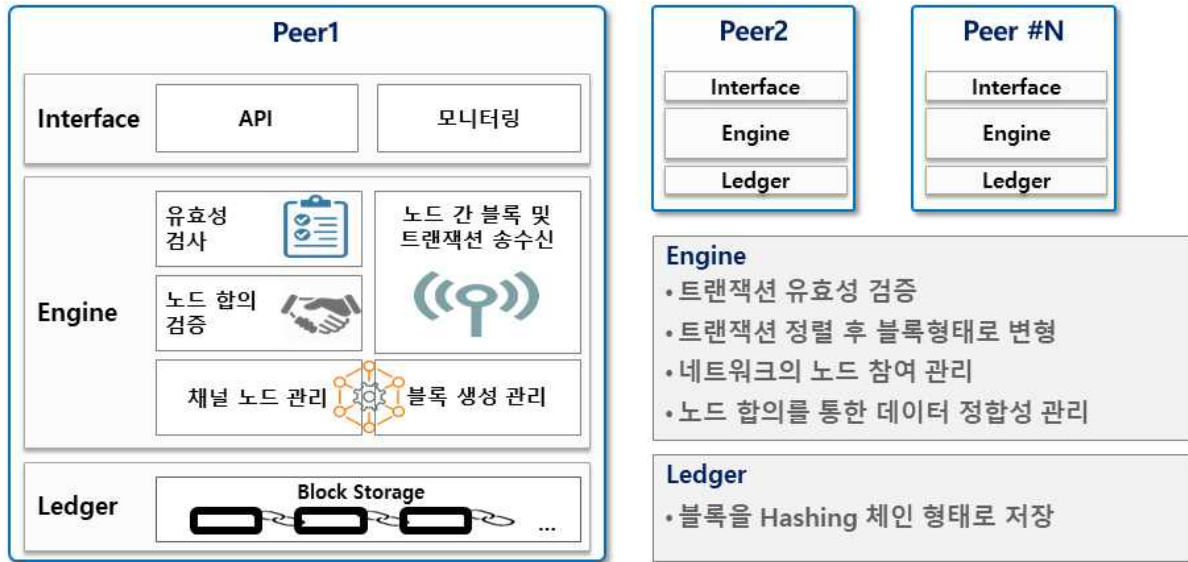 Peer1
Interface
API
모니터링
Engine
유효성
검사
노드 간 블록 및
트랜잭션 송수신
노드 합의
검증
채널 노드 관리
블록 생성 관리
Ledger
Block Storage
...
Peer2
Interface
Engine
Ledger
Peer #N
Interface
Engine
Ledger
Engine
• 트랜잭션 유효성 검증
• 트랜잭션 정렬 후 블록형태로 변형
• 네트워크의 노드 참여 관리
• 노드 합의를 통한 데이터 정합성 관리
Ledger
• 블록을 Hashing 체인 형태로 저장